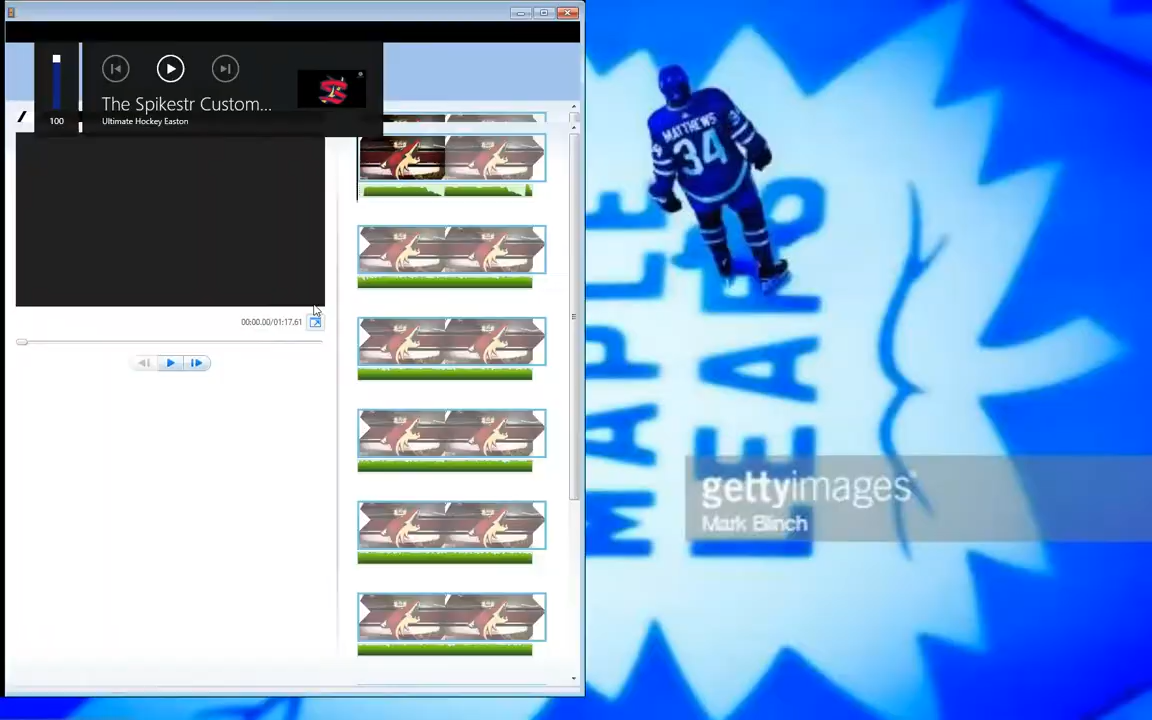 The Spikestr Custom...
100
Ultimate Hockey Easton
00:00.00/01:17.61
MATTHEWS
34
MAPLE
LEAFS
gettyimages
Mark Blinch